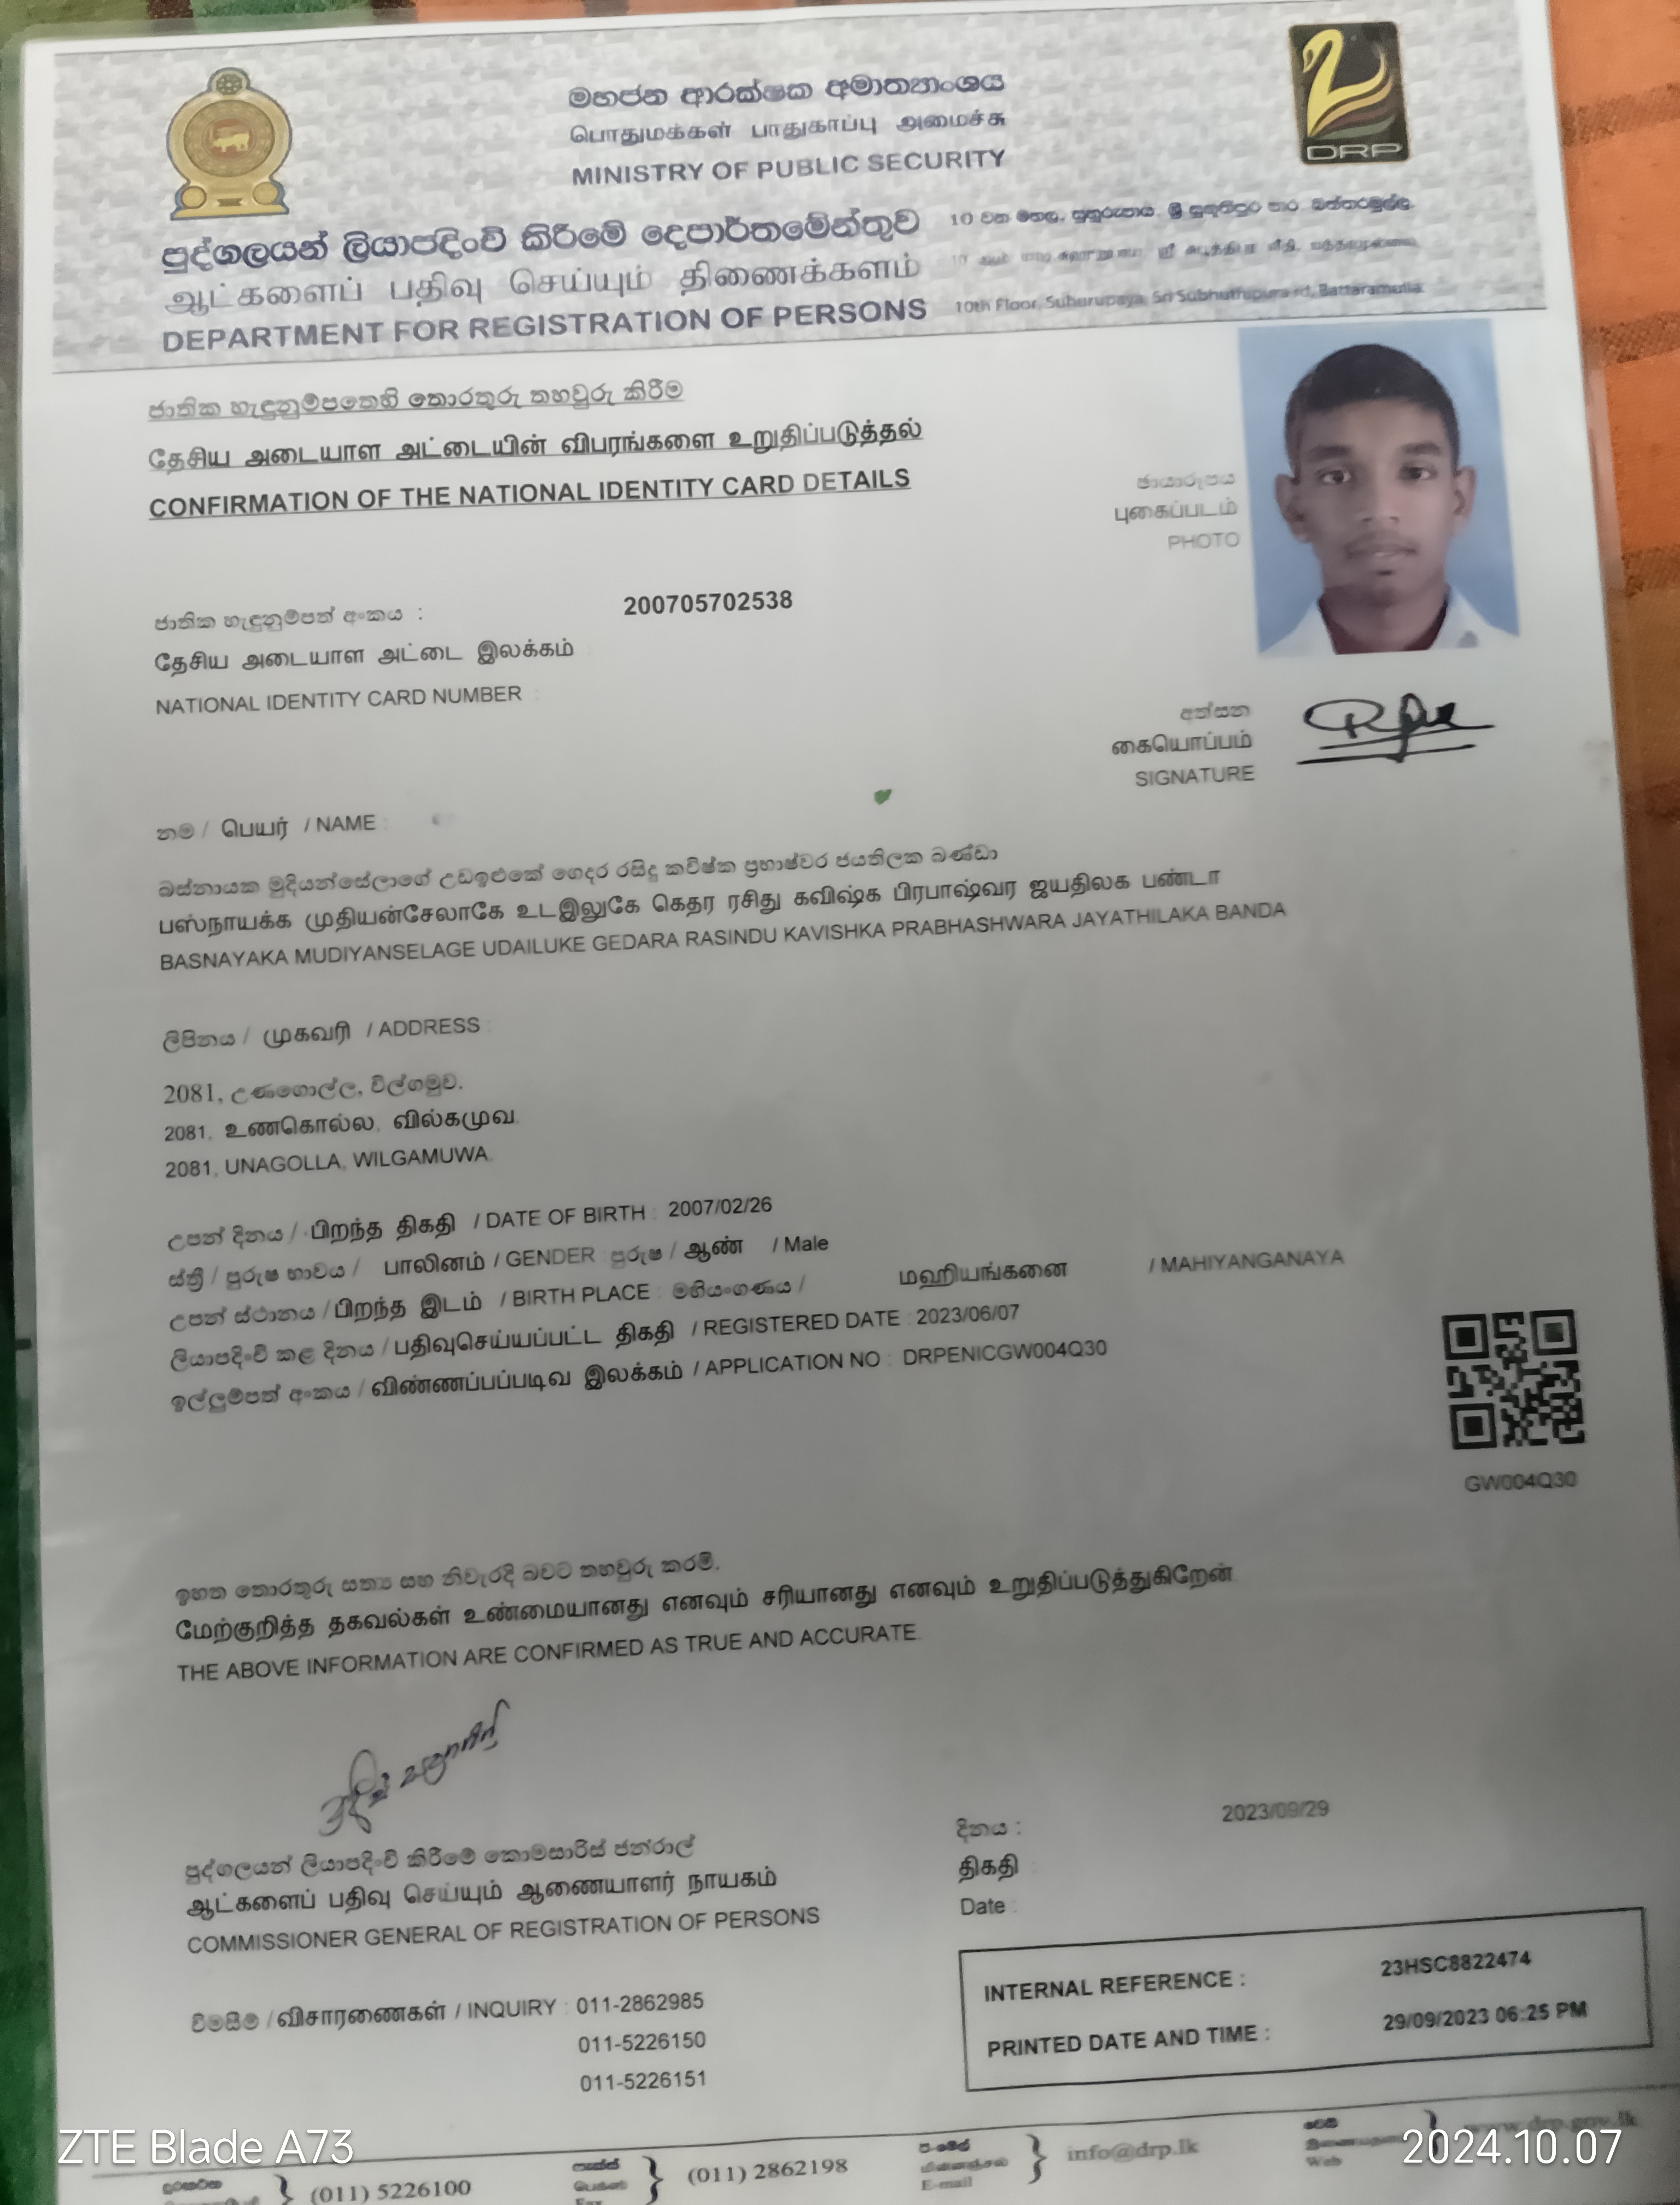 මහජන ආරක්ෂක අමාත්‍යාංශය
பொதுமக்கள் பாதுகாப்பு அமைச்சு
MINISTRY OF PUBLIC SECURITY
DRP
පුද්ගලයන් ලියාපදිංචි කිරීමේ දෙපාර්තමේන්තුව
ஆட்களைப் பதிவு செய்யும் திணைக்களம்
DEPARTMENT FOR REGISTRATION OF PERSONS
10 වන මහල, සුහුරුපාය, ශ්‍රී සුභූතිපුර පාර, බත්තරමුල්ල.
10th Floor, Suhurupaya, Sri Subhuthipura rd, Battaramulla.
ජාතික හැඳුනුම්පතෙහි තොරතුරු තහවුරු කිරීම
தேசிய அடையாள அட்டையின் விபரங்களை உறுதிப்படுத்தல்
CONFIRMATION OF THE NATIONAL IDENTITY CARD DETAILS
ඡායාරූපය
புகைப்படம்
PHOTO
ජාතික හැඳුනුම්පත් අංකය : 200705702538
தேசிய அடையாள அட்டை இலக்கம் :
NATIONAL IDENTITY CARD NUMBER :
අත්සන
கையொப்பம்
SIGNATURE
නම / பெயர் / NAME :
බස්නායක මුදියන්සේලාගේ උඩඉළුකේ ගෙදර රසිඳු කවිෂ්ක ප්‍රභාෂ්වර ජයතිලක බණ්ඩා
பஸ்நாயக்க முதியன்சேலாகே உடஇலுகே கெதர ரசிது கவிஷ்க பிரபாஷ்வர ஜயதிலக பண்டா
BASNAYAKA MUDIYANSELAGE UDAILUKE GEDARA RASINDU KAVISHKA PRABHASHWARA JAYATHILAKA BANDA
ලිපිනය / முகவரி / ADDRESS :
2081, උණගොල්ල, විල්ගමුව.
2081, உணகொல்ல, வில்கமுவ.
2081, UNAGOLLA, WILGAMUWA.
උපන් දිනය / பிறந்த திகதி / DATE OF BIRTH : 2007/02/26
ස්ත්‍රී / පුරුෂ භාවය / பாலினம் / GENDER : පුරුෂ / ஆண் / Male
උපන් ස්ථානය / பிறந்த இடம் / BIRTH PLACE : මහියංගණය / மஹியங்கனை / MAHIYANGANAYA
ලියාපදිංචි කළ දිනය / பதிவுசெய்யப்பட்ட திகதி / REGISTERED DATE : 2023/06/07
ඉල්ලුම්පත් අංකය / விண்ணப்பப்படிவ இலக்கம் / APPLICATION NO : DRPENICGW004Q30
GW004Q30
ඉහත තොරතුරු සත්‍ය සහ නිවැරදි බවට තහවුරු කරමි.
மேற்குறித்த தகவல்கள் உண்மையானது எனவும் சரியானது எனவும் உறுதிப்படுத்துகிறேன்.
THE ABOVE INFORMATION ARE CONFIRMED AS TRUE AND ACCURATE.
පුද්ගලයන් ලියාපදිංචි කිරීමේ කොමසාරිස් ජන්රාල්
ஆட்களைப் பதிவு செய்யும் ஆணையாளர் நாயகம்
COMMISSIONER GENERAL OF REGISTRATION OF PERSONS
දිනය : 2023/09/29
திகதி :
Date :
විමසීම් / விசாரணைகள் / INQUIRY : 011-2862985
011-5226150
011-5226151
INTERNAL REFERENCE : 23HSC8822474
PRINTED DATE AND TIME : 29/09/2023 06:25 PM
(011) 5226100
ෆැක්ස්
பெக்ஸ்
Fax
(011) 2862198
ඊ-මේල්
மின்னஞ்சல்
E-mail
info@drp.lk
Web
www.drp.gov.lk
ZTE Blade A73
2024.10.07